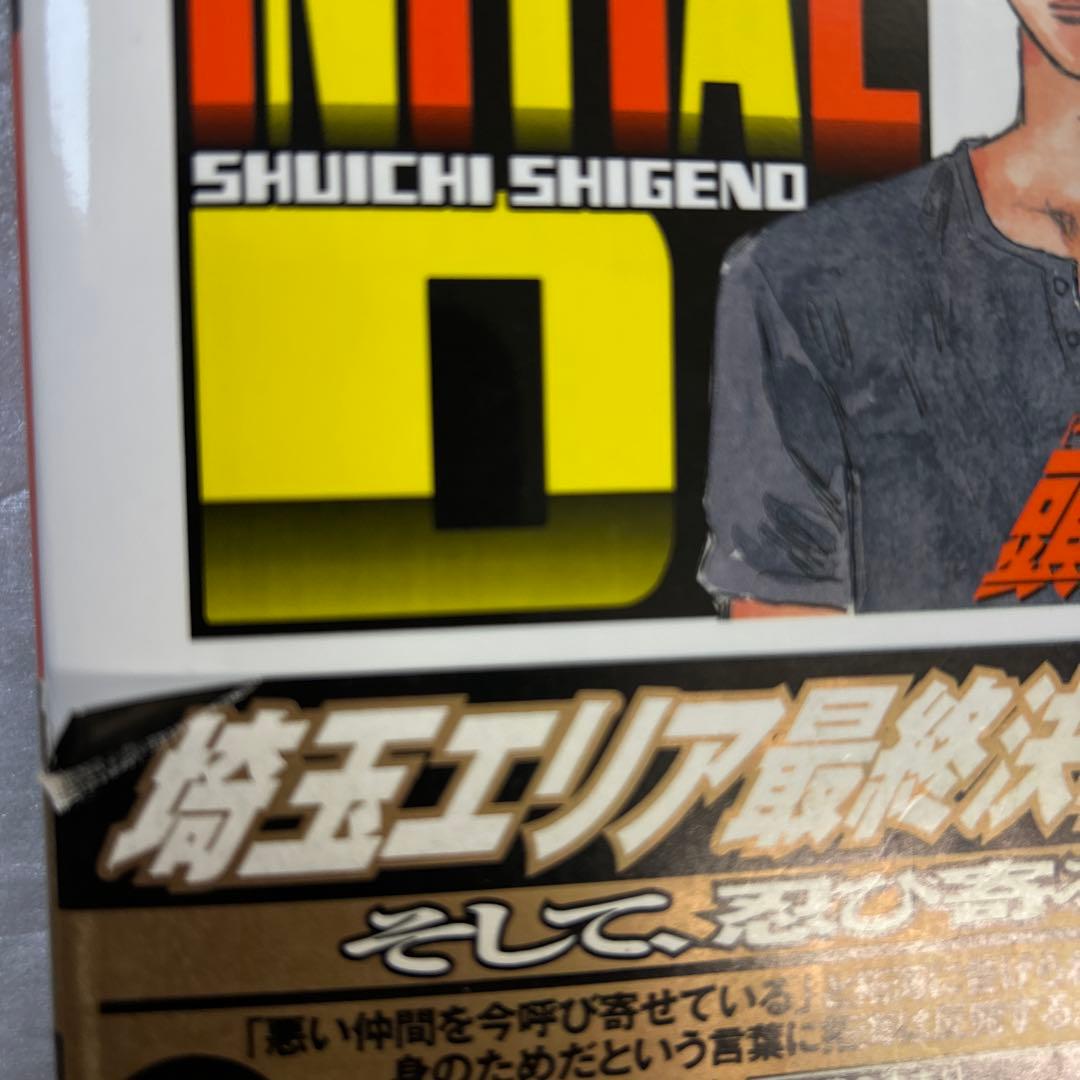 INITIAL
SHUICHI SHIGENO
D
頭
埼玉エリア最終決
そして、忍び寄
「悪い仲間を今呼び寄せている」
身のためだという言葉に